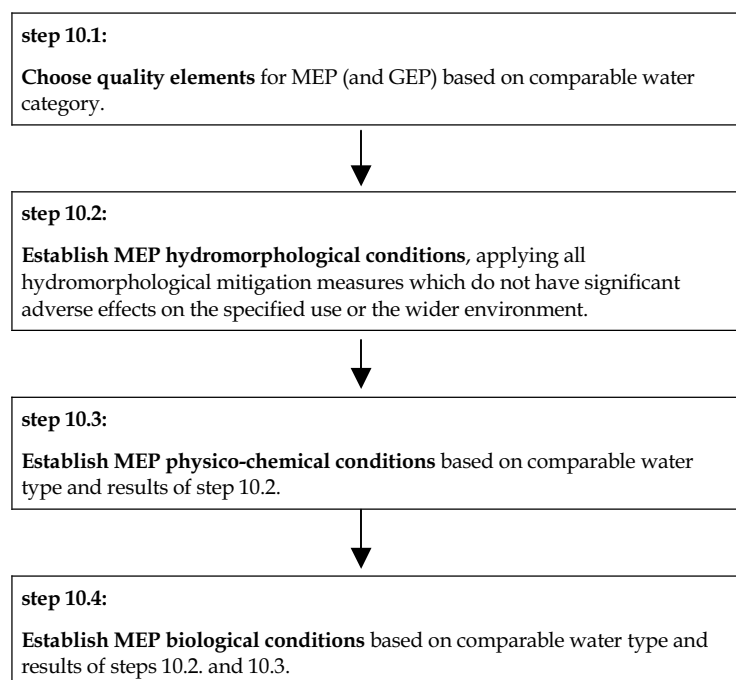 step 10.1:
Choose quality elements for MEP (and GEP) based on comparable water
category.
step 10.2:
Establish MEP hydromorphological conditions, applying all
hydromorphological mitigation measures which do not have significant
adverse effects on the specified use or the wider environment.
step 10.3:
Establish MEP physico-chemical conditions based on comparable water
type and results of step 10.2.
step 10.4:
Establish MEP biological conditions based on comparable water type and
results of steps 10.2. and 10.3.